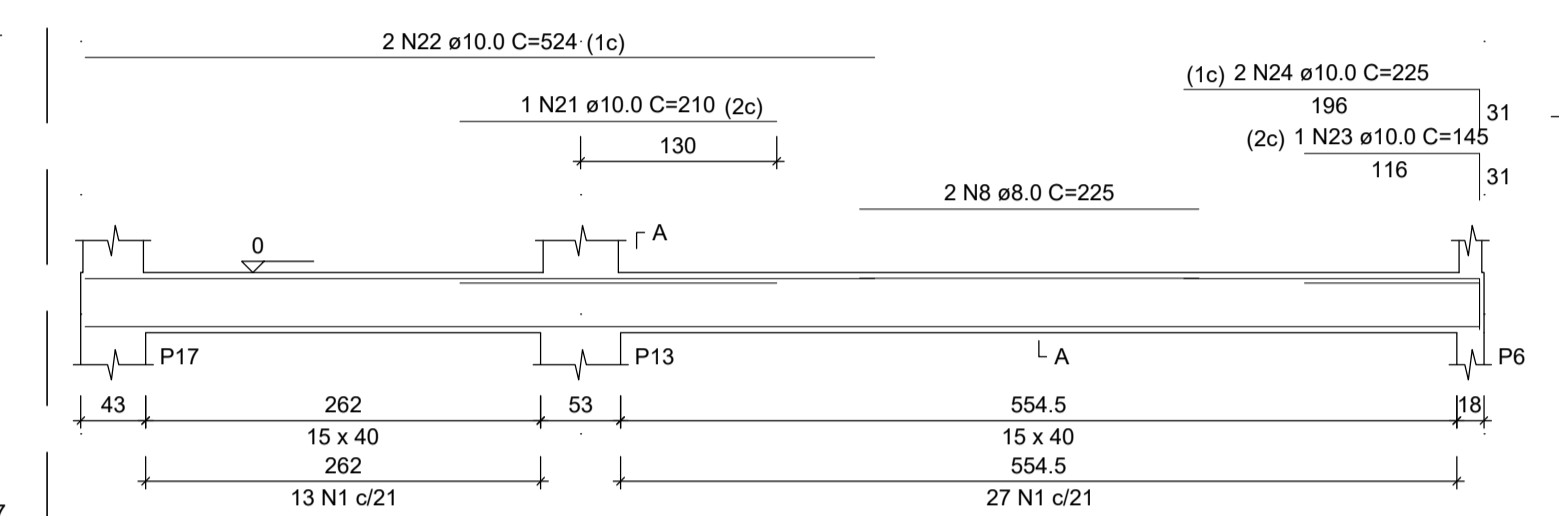 2 N22 ø10.0 C=524 (1c)
(1c) 2 N24 ø10.0 C=225
196
31
1 N21 ø10.0 C=210 (2c)
130
(2c) 1 N23 ø10.0 C=145
116
31
2 N8 ø8.0 C=225
A
0
P17
P13
A
P6
43 262 53 554.5 18
15 x 40 15 x 40
262 554.5
13 N1 c/21 27 N1 c/21